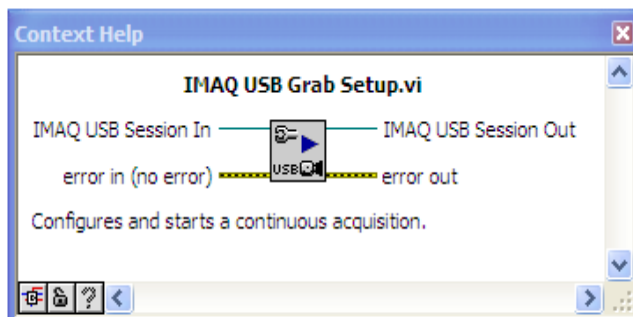 Context Help
IMAQ USB Grab Setup.vi
IMAQ USB Session In IMAQ USB Session Out
USB
error in (no error) error out
Configures and starts a continuous acquisition.
?